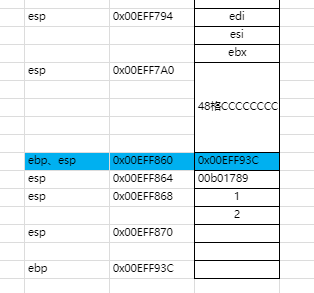 esp 0x00EFF794 edi
esi
ebx
esp 0x00EFF7A0
48格CCCCCCCC
ebp、esp 0x00EFF860 0x00EFF93C
esp 0x00EFF864 00b01789
esp 0x00EFF868 1
2
esp 0x00EFF870
ebp 0x00EFF93C